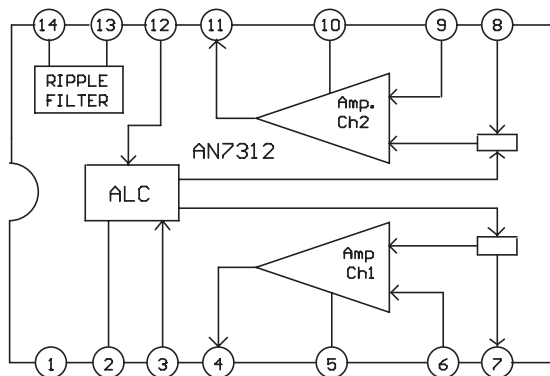 14 13 12 11 10 9 8
RIPPLE
FILTER
Amp.
Ch2
AN7312
ALC
Amp
Ch1
1 2 3 4 5 6 7